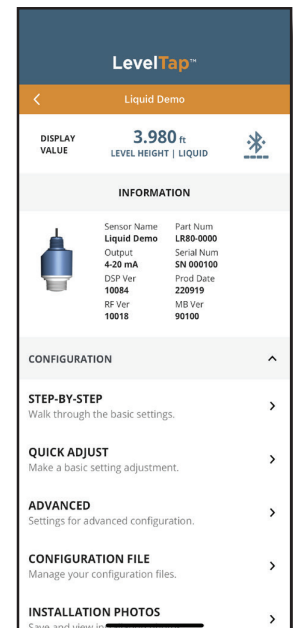 LevelTap™
Liquid Demo
DISPLAY VALUE
3.980 ft
LEVEL HEIGHT | LIQUID
INFORMATION
Sensor Name
Liquid Demo
Part Num
LR80-0000
Output
4-20 mA
Serial Num
SN 000100
DSP Ver
10084
Prod Date
220919
RF Ver
10018
MB Ver
90100
CONFIGURATION
STEP-BY-STEP
Walk through the basic settings.
QUICK ADJUST
Make a basic setting adjustment.
ADVANCED
Settings for advanced configuration.
CONFIGURATION FILE
Manage your configuration files.
INSTALLATION PHOTOS
Save and view